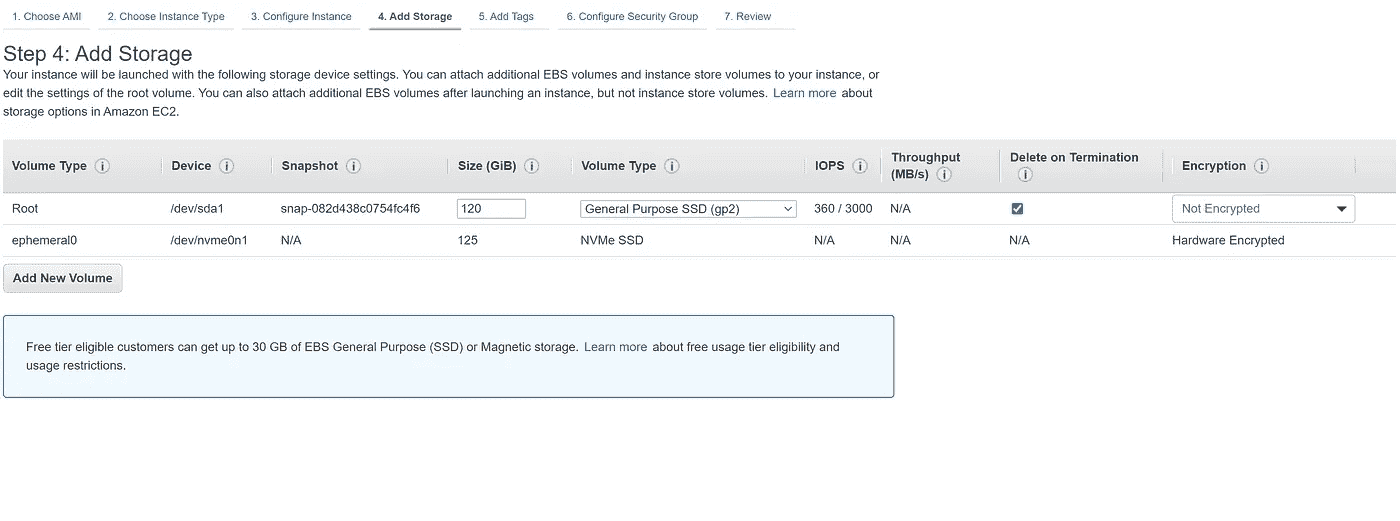 1. Choose AMI 2. Choose Instance Type 3. Configure Instance 4. Add Storage 5. Add Tags 6. Configure Security Group 7. Review
Step 4: Add Storage
Your instance will be launched with the following storage device settings. You can attach additional EBS volumes and instance store volumes to your instance, or
edit the settings of the root volume. You can also attach additional EBS volumes after launching an instance, but not instance store volumes. Learn more about
storage options in Amazon EC2.
Volume Type i Device i Snapshot i Size (GiB) i Volume Type i IOPS i Throughput (MB/s) i Delete on Termination i Encryption i
Root /dev/sda1 snap-082d438c0754fc4f6 120 General Purpose SSD (gp2) 360 / 3000 N/A Not Encrypted
ephemeral0 /dev/nvme0n1 N/A 125 NVMe SSD N/A N/A N/A Hardware Encrypted
Add New Volume
Free tier eligible customers can get up to 30 GB of EBS General Purpose (SSD) or Magnetic storage. Learn more about free usage tier eligibility and
usage restrictions.